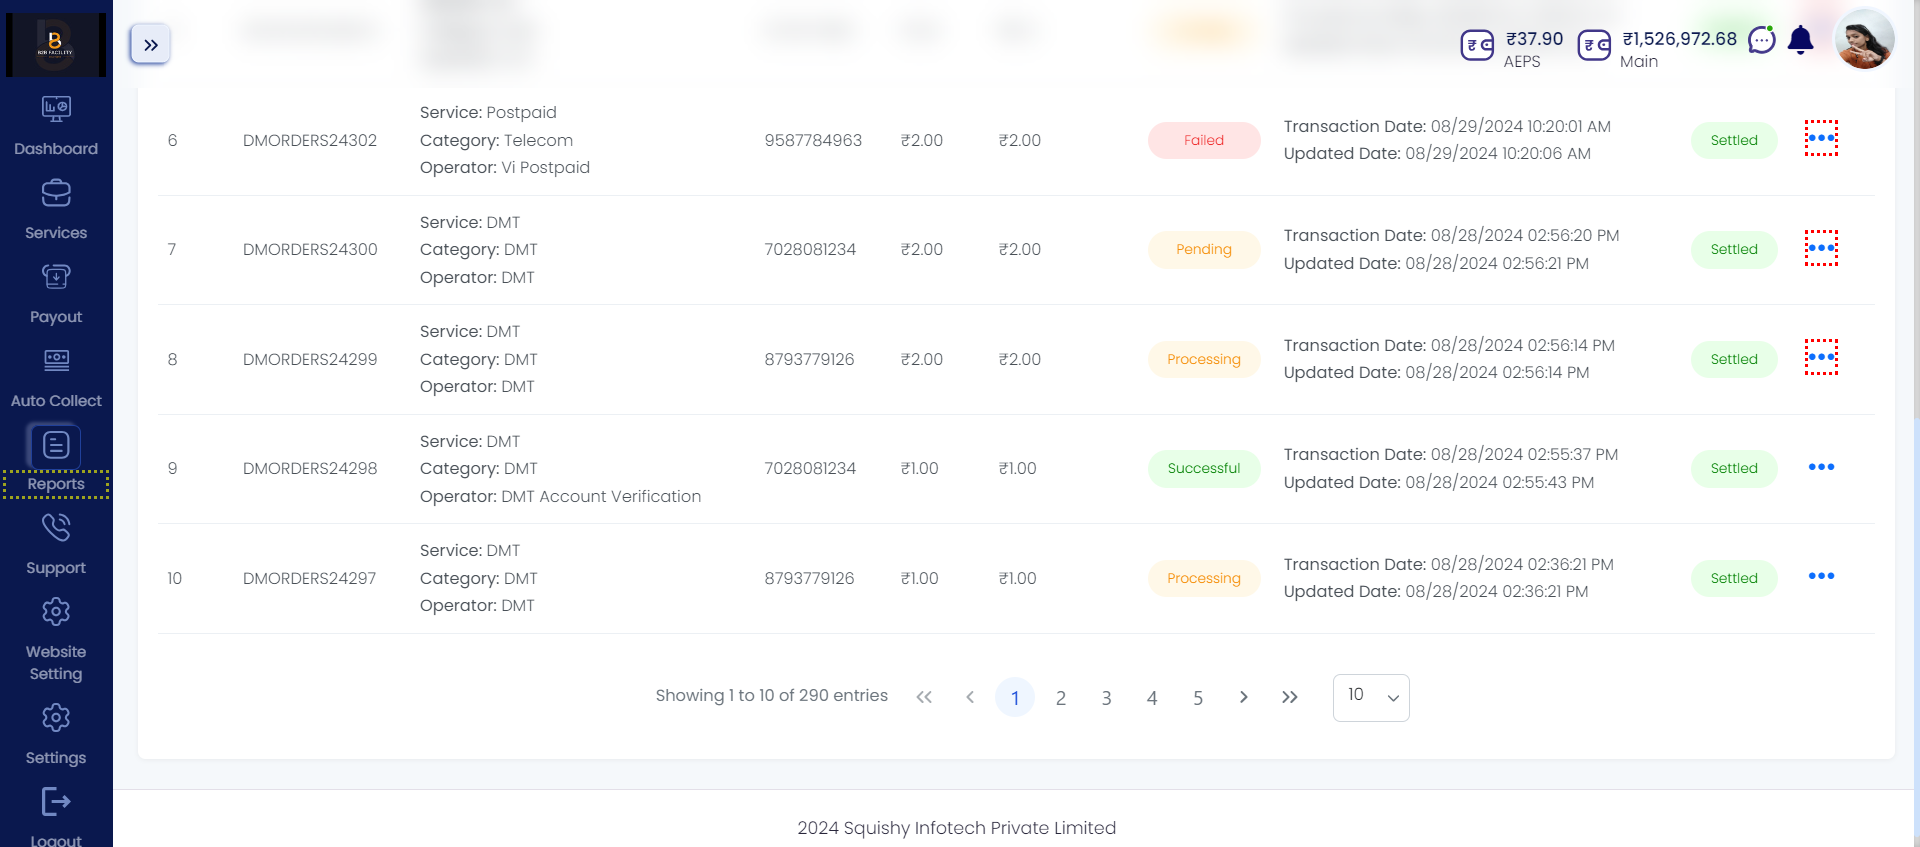 B2B FACILITY
₹37.90
AEPS
₹1,526,972.68
Main
Dashboard
Services
Payout
Auto Collect
Reports
Support
Website
Setting
Settings
Logout
6
DMORDERS24302
Service: Postpaid
Category: Telecom
Operator: Vi Postpaid
9587784963
₹2.00
₹2.00
Failed
Transaction Date: 08/29/2024 10:20:01 AM
Updated Date: 08/29/2024 10:20:06 AM
Settled
7
DMORDERS24300
Service: DMT
Category: DMT
Operator: DMT
7028081234
₹2.00
₹2.00
Pending
Transaction Date: 08/28/2024 02:56:20 PM
Updated Date: 08/28/2024 02:56:21 PM
Settled
8
DMORDERS24299
Service: DMT
Category: DMT
Operator: DMT
8793779126
₹2.00
₹2.00
Processing
Transaction Date: 08/28/2024 02:56:14 PM
Updated Date: 08/28/2024 02:56:14 PM
Settled
9
DMORDERS24298
Service: DMT
Category: DMT
Operator: DMT Account Verification
7028081234
₹1.00
₹1.00
Successful
Transaction Date: 08/28/2024 02:55:37 PM
Updated Date: 08/28/2024 02:55:43 PM
Settled
10
DMORDERS24297
Service: DMT
Category: DMT
Operator: DMT
8793779126
₹1.00
₹1.00
Processing
Transaction Date: 08/28/2024 02:36:21 PM
Updated Date: 08/28/2024 02:36:21 PM
Settled
Showing 1 to 10 of 290 entries
1 2 3 4 5
10
2024 Squishy Infotech Private Limited